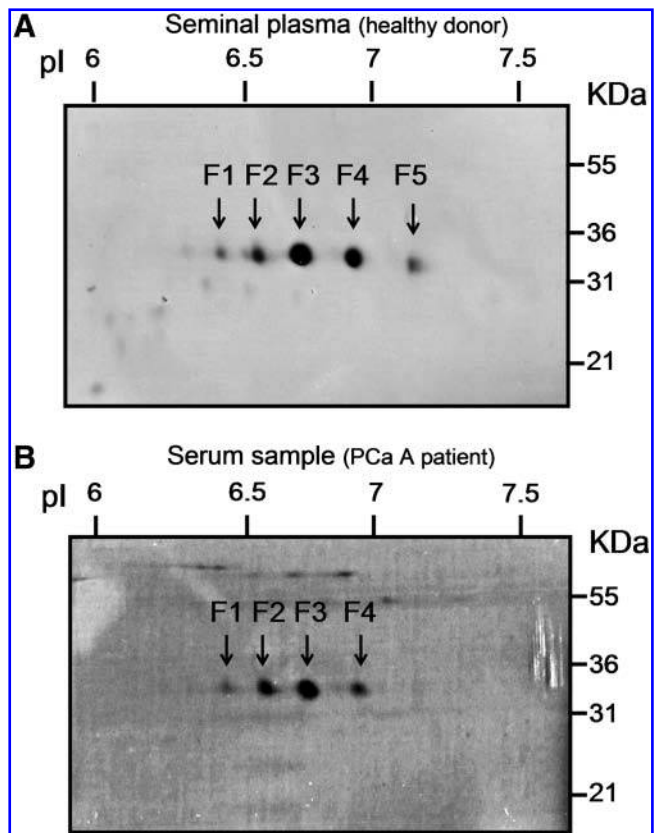 A Seminal plasma (healthy donor)
pI 6 6.5 7 7.5
KDa
55
F1 F2 F3 F4 F5
36
31
21
B Serum sample (PCa A patient)
pI 6 6.5 7 7.5
KDa
55
F1 F2 F3 F4
36
31
21